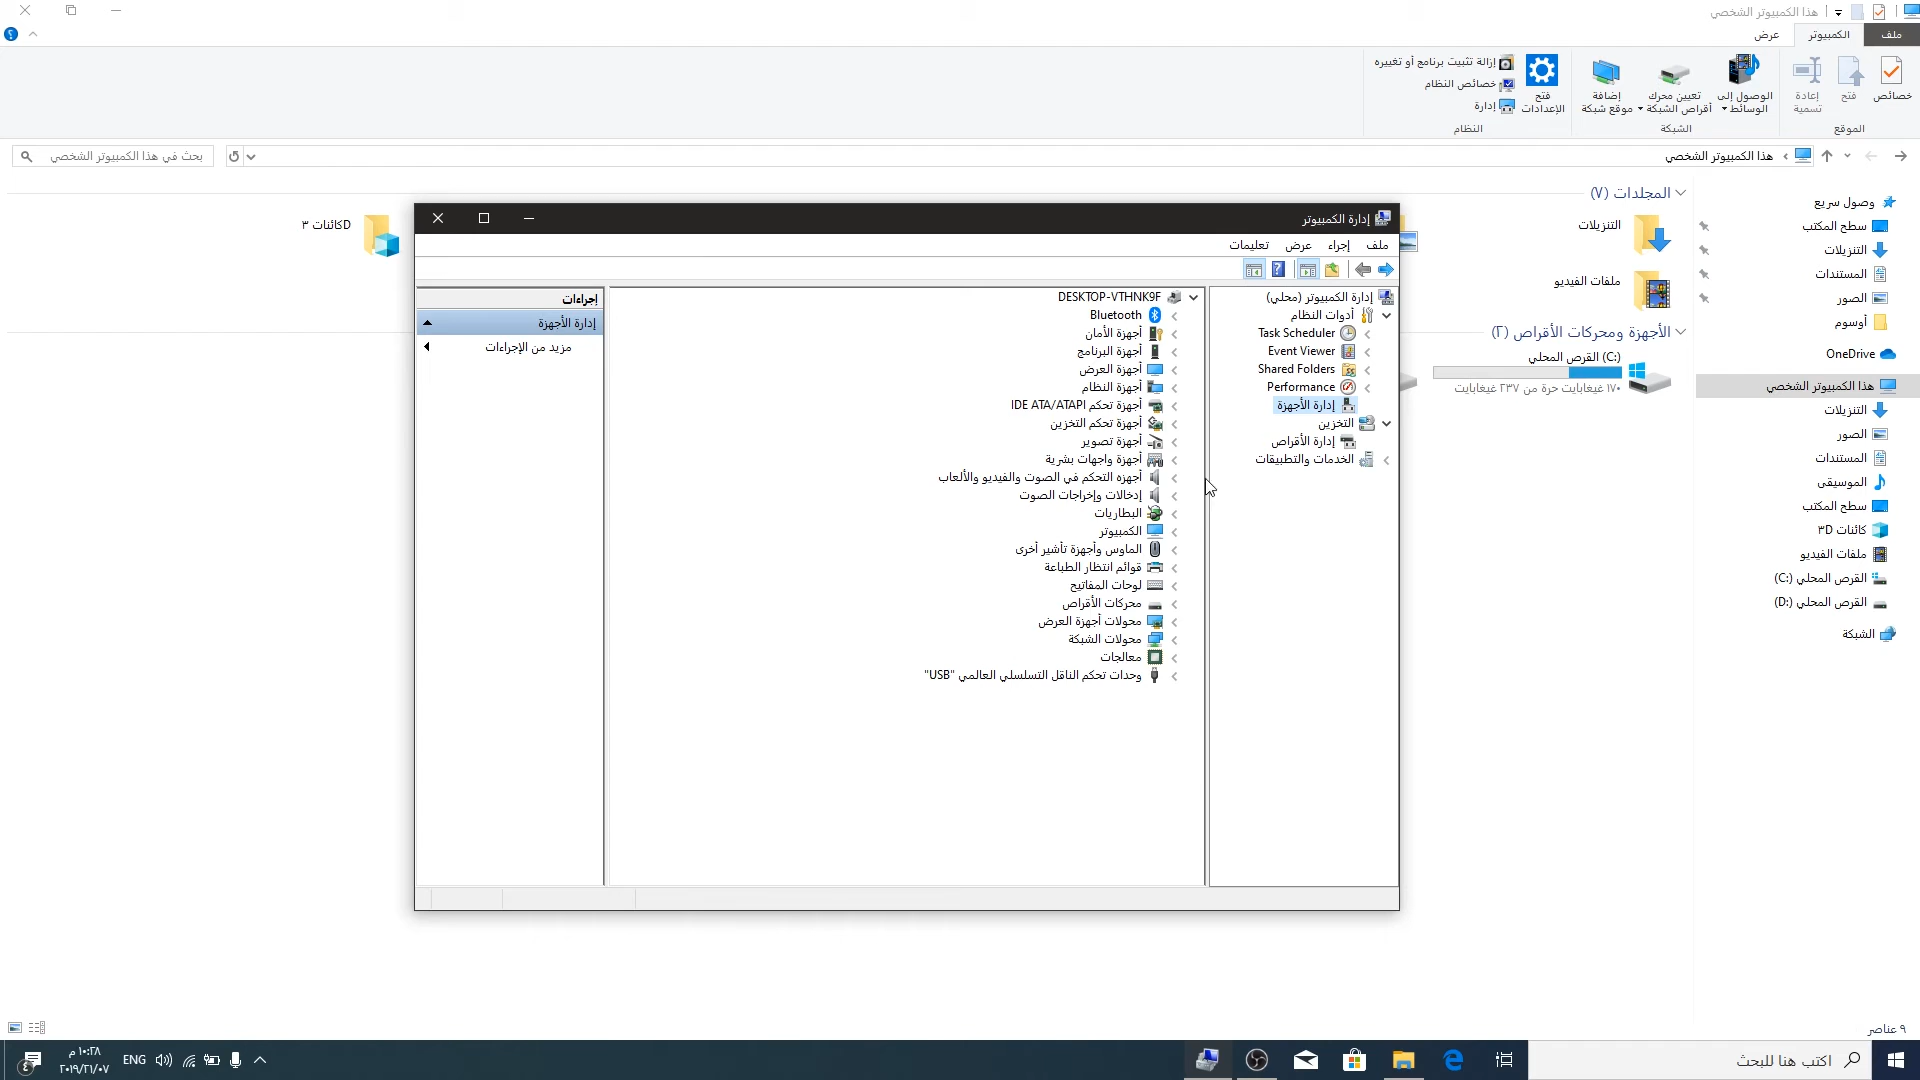 هذا الكمبيوتر الشخصي
ملف
الكمبيوتر
عرض
خصائص
فتح
إعادة تسمية
الموقع
الوصول إلى الوسائط
تعيين محرك أقراص الشبكة
إضافة موقع شبكة
الشبكة
فتح الإعدادات
إزالة تثبيت برنامج أو تغييره
خصائص النظام
إدارة
النظام
هذا الكمبيوتر الشخصي
بحث في هذا الكمبيوتر الشخصي
وصول سريع
سطح المكتب
التنزيلات
المستندات
الصور
أوسوم
OneDrive
هذا الكمبيوتر الشخصي
التنزيلات
الصور
المستندات
الموسيقى
سطح المكتب
كائنات ٣D
ملفات الفيديو
القرص المحلي (C:)
القرص المحلي (D:)
الشبكة
المجلدات (٧)
التنزيلات
ملفات الفيديو
Dكائنات ٣
الأجهزة ومحركات الأقراص (٢)
(C:) القرص المحلي
١٧٠ غيغابايت حرة من ٢٣٧ غيغابايت
إدارة الكمبيوتر
ملف
إجراء
عرض
تعليمات
إدارة الكمبيوتر (محلي)
أدوات النظام
Task Scheduler
Event Viewer
Shared Folders
Performance
إدارة الأجهزة
التخزين
إدارة الأقراص
الخدمات والتطبيقات
DESKTOP-VTHNK9F
Bluetooth
أجهزة الأمان
أجهزة البرنامج
أجهزة العرض
أجهزة النظام
أجهزة تحكم IDE ATA/ATAPI
أجهزة تحكم التخزين
أجهزة تصوير
أجهزة واجهات بشرية
أجهزه التحكم في الصوت والفيديو والألعاب
إدخالات وإخراجات الصوت
البطاريات
الكمبيوتر
الماوس وأجهزة تأشير أخرى
قوائم انتظار الطباعة
لوحات المفاتيح
محركات الأقراص
محولات أجهزة العرض
محولات الشبكة
معالجات
وحدات تحكم الناقل التسلسلي العالمي "USB"
إجراءات
إدارة الأجهزة
مزيد من الإجراءات
٩ عناصر
اكتب هنا للبحث
ENG
١٠:٢٨ م
٢٠١٩/٢١/٠٧
٤